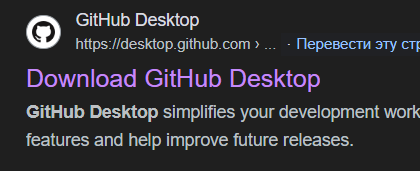 GitHub Desktop
https://desktop.github.com › ... · Перевести эту стр
Download GitHub Desktop
GitHub Desktop simplifies your development work
features and help improve future releases.